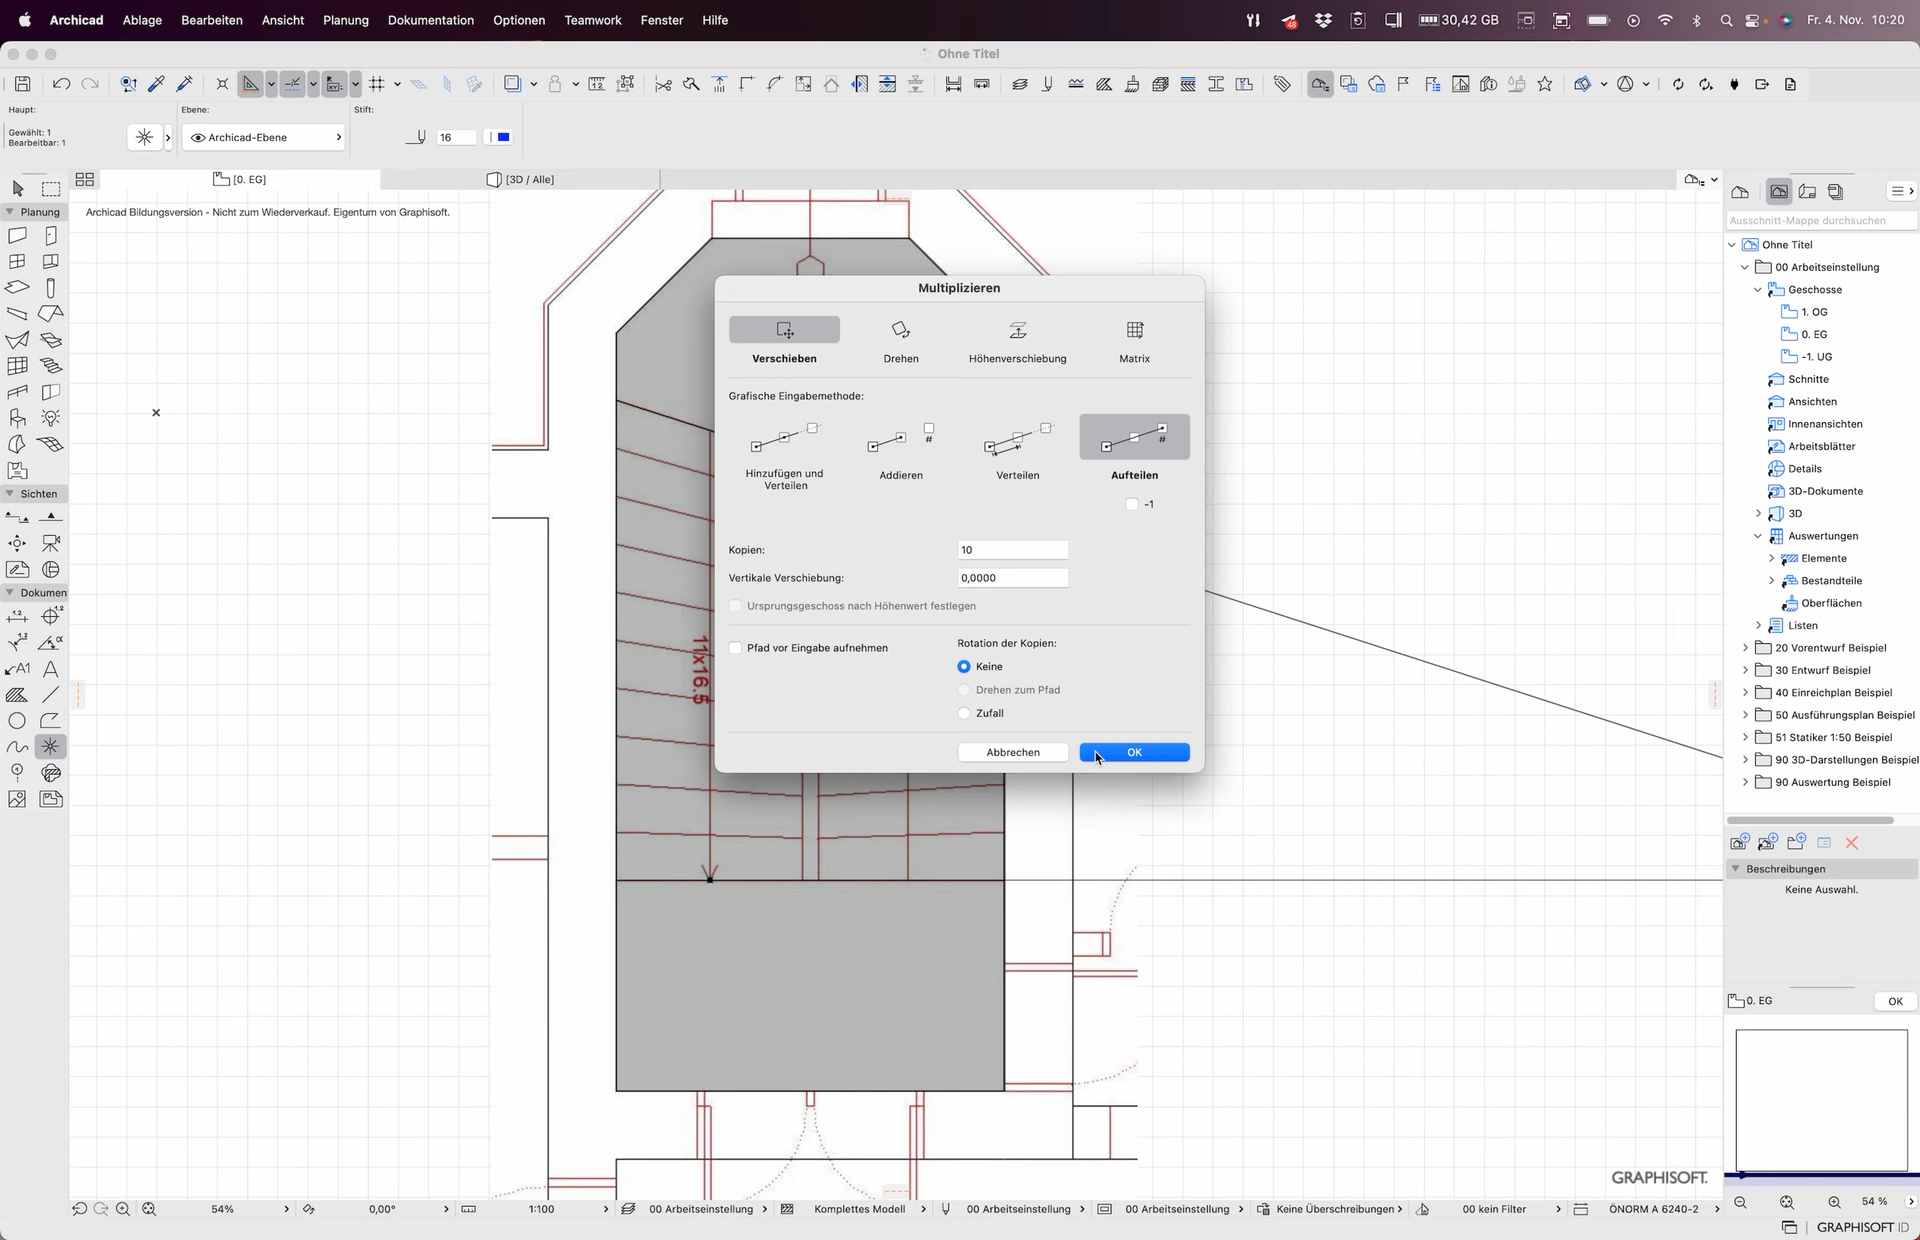 Archicad Ablage Bearbeiten Ansicht Planung Dokumentation Optionen Teamwork Fenster Hilfe
48
30,42 GB
Fr. 4. Nov. 10:20
Ohne Titel
Haupt:
Gewählt: 1
Bearbeitbar: 1
Ebene:
Archicad-Ebene
Stift:
16
[0. EG]
[3D / Alle]
Archicad Bildungsversion - Nicht zum Wiederverkauf. Eigentum von Graphisoft.
Planung
Sichten
Dokumen
Multiplizieren
Verschieben
Drehen
Höhenverschiebung
Matrix
Grafische Eingabemethode:
Hinzufügen und
Verteilen
Addieren
Verteilen
Aufteilen
-1
Kopien:
10
Vertikale Verschiebung:
0,0000
Ursprungsgeschoss nach Höhenwert festlegen
Pfad vor Eingabe aufnehmen
Rotation der Kopien:
Keine
Drehen zum Pfad
Zufall
Abbrechen
OK
11x16.5
Ausschnitt-Mappe durchsuchen
Ohne Titel
00 Arbeitseinstellung
Geschosse
1. OG
0. EG
-1. UG
Schnitte
Ansichten
Innenansichten
Arbeitsblätter
Details
3D-Dokumente
3D
Auswertungen
Elemente
Bestandteile
Oberflächen
Listen
20 Vorentwurf Beispiel
30 Entwurf Beispiel
40 Einreichplan Beispiel
50 Ausführungsplan Beispiel
51 Statiker 1:50 Beispiel
90 3D-Darstellungen Beispiel
90 Auswertung Beispiel
Beschreibungen
Keine Auswahl.
0. EG
OK
GRAPHISOFT.
54%
0,00°
1:100
00 Arbeitseinstellung
Komplettes Modell
00 Arbeitseinstellung
00 Arbeitseinstellung
Keine Überschreibungen
00 kein Filter
ÖNORM A 6240-2
54 %
GRAPHISOFT ID